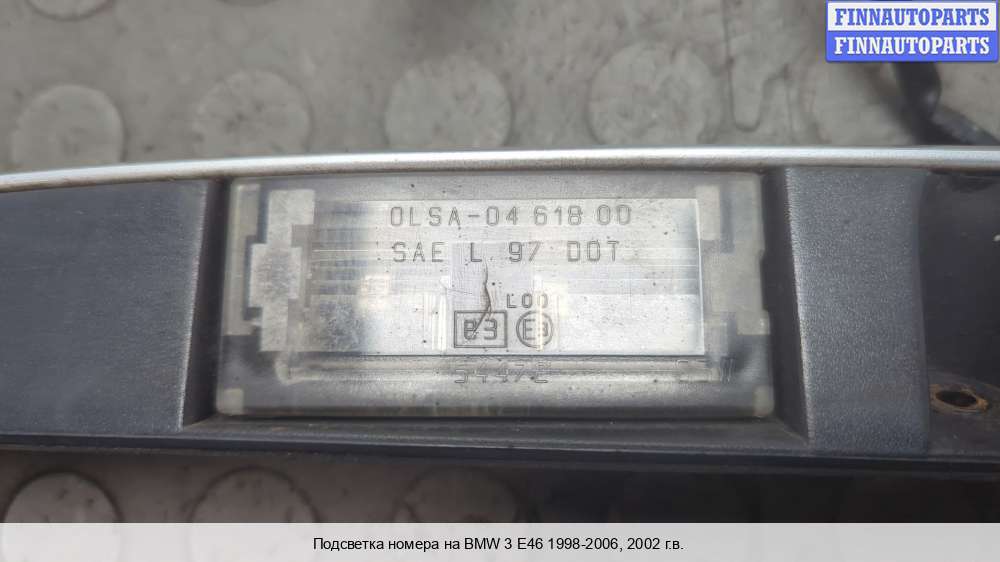 FINNAUTOPARTS
FINNAUTOPARTS
OLSA-04 618 00
SAE L 97 DOT
L00
E3
54472
Подсветка номера на BMW 3 E46 1998-2006, 2002 г.в.